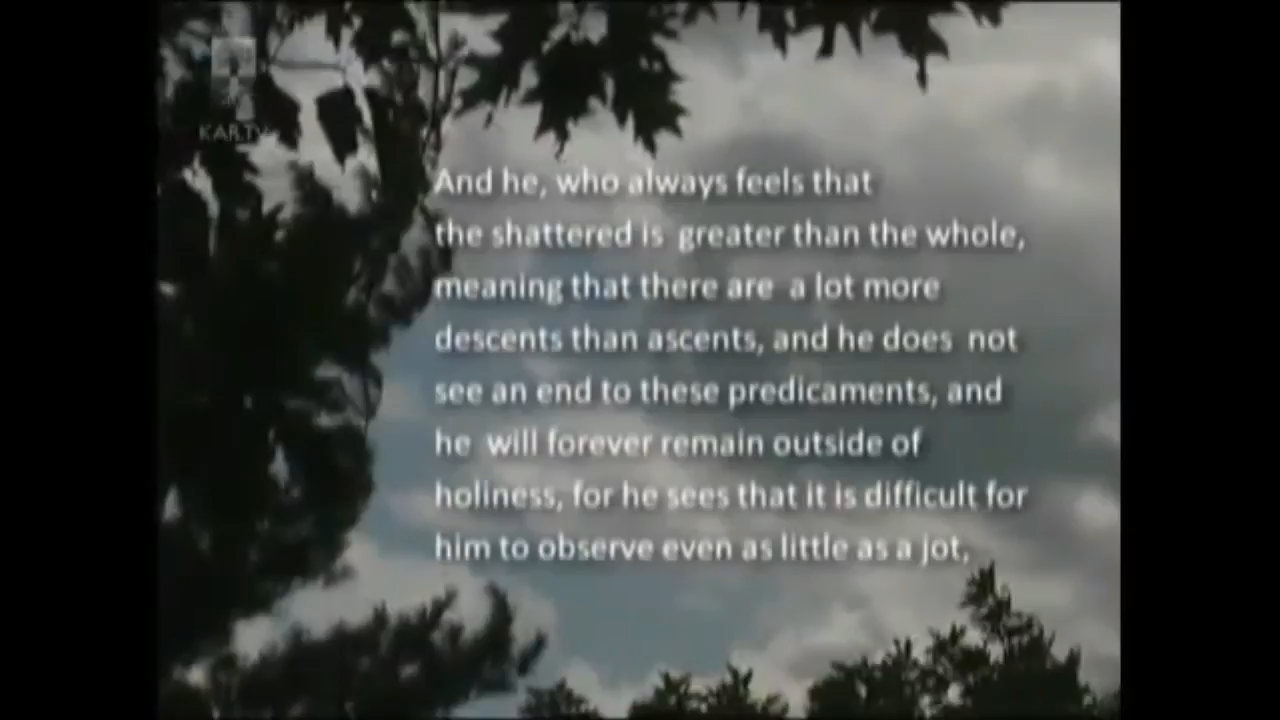 KAB.TV
And he, who always feels that
the shattered is greater than the whole,
meaning that there are a lot more
descents than ascents, and he does not
see an end to these predicaments, and
he will forever remain outside of
holiness, for he sees that it is difficult for
him to observe even as little as a jot,